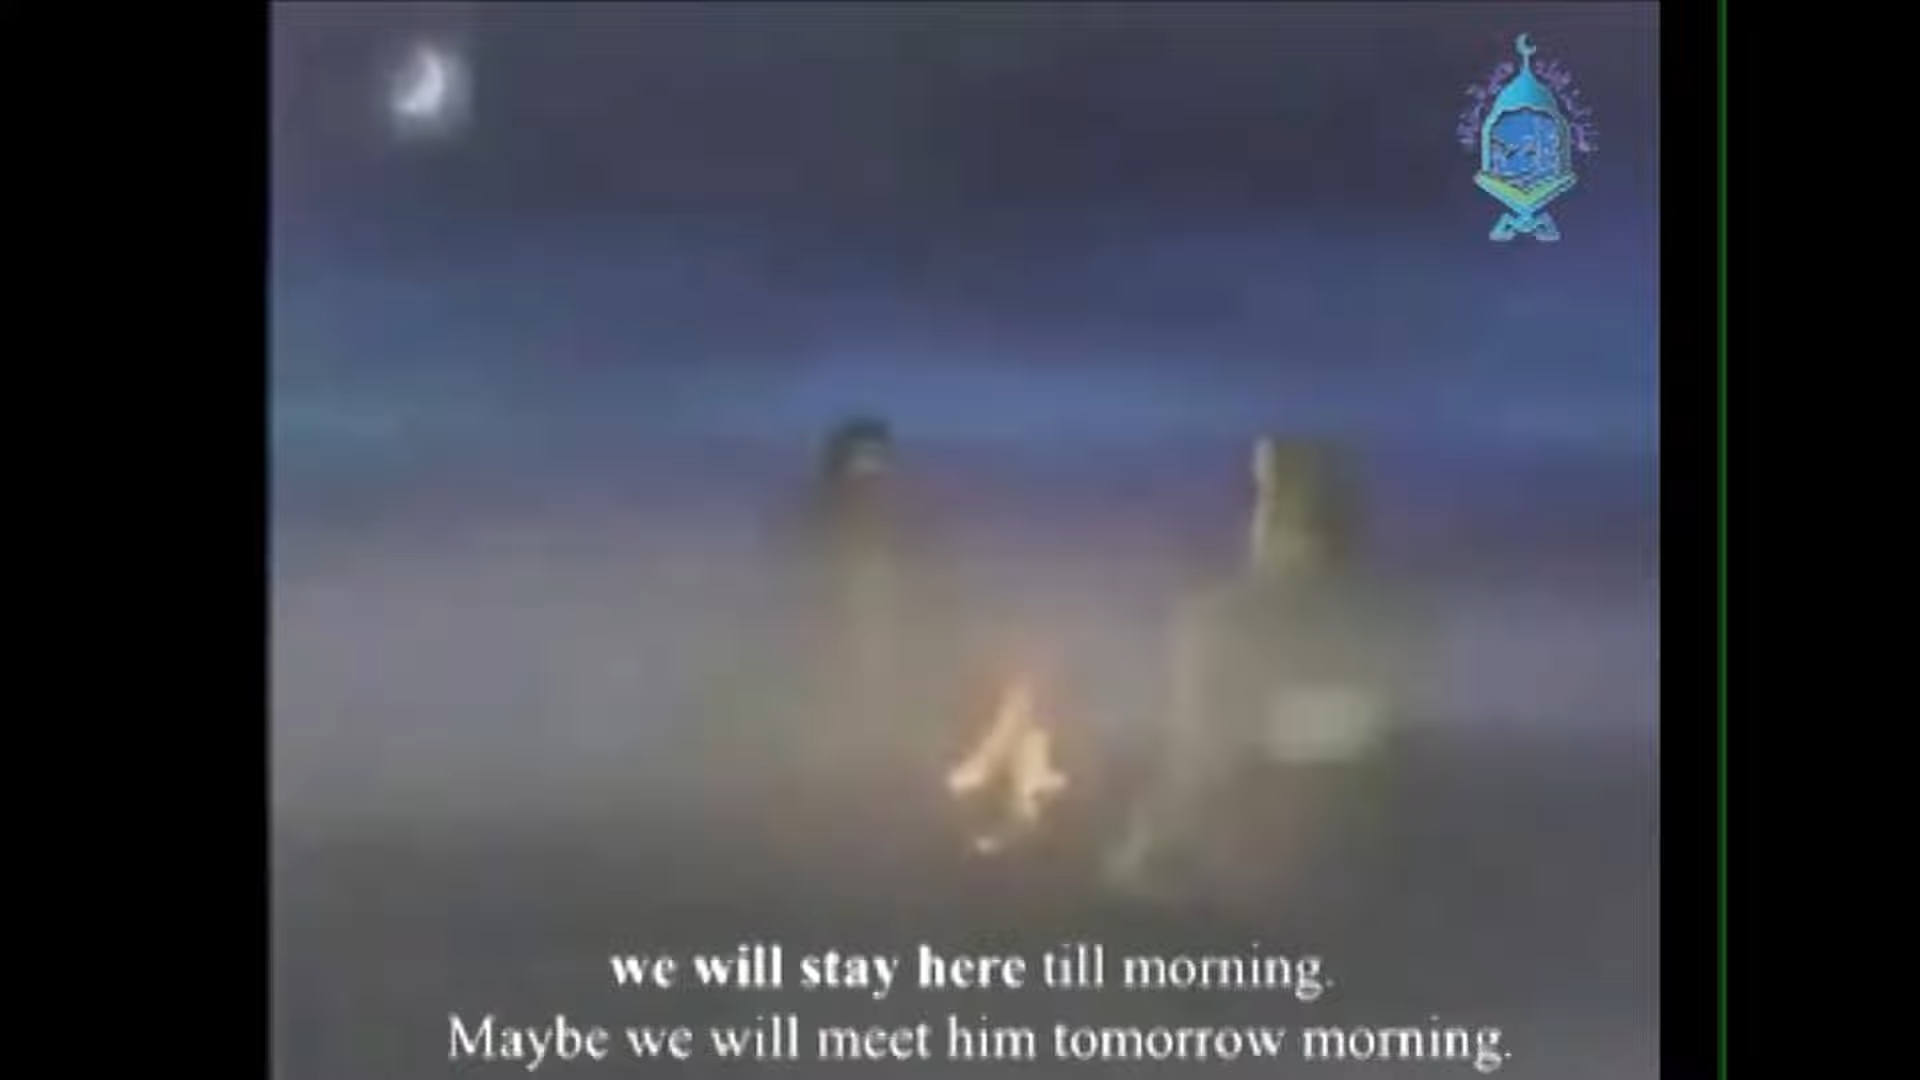 we will stay here till morning.
Maybe we will meet him tomorrow morning.